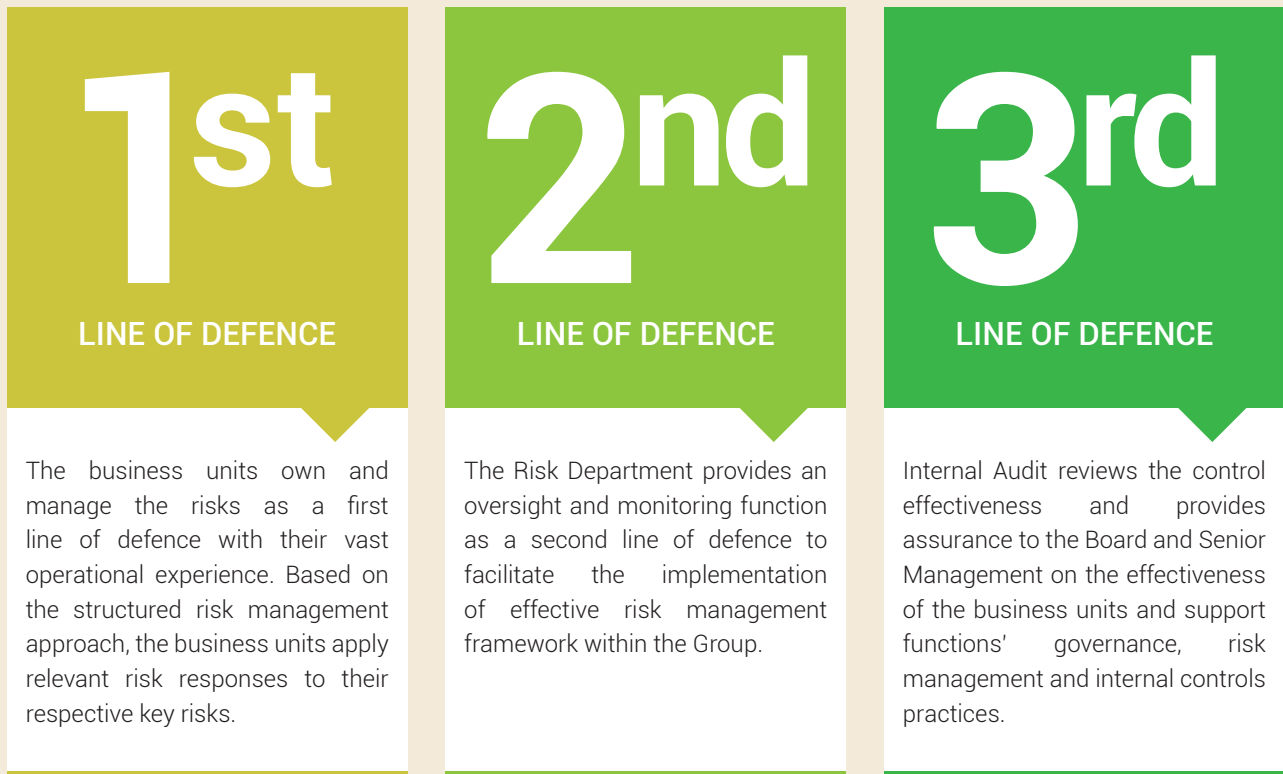 1st
LINE OF DEFENCE
The business units own and
manage the risks as a first
line of defence with their vast
operational experience. Based on
the structured risk management
approach, the business units apply
relevant risk responses to their
respective key risks.
2nd
LINE OF DEFENCE
The Risk Department provides an
oversight and monitoring function
as a second line of defence to
facilitate the implementation
of effective risk management
framework within the Group.
3rd
LINE OF DEFENCE
Internal Audit reviews the control
effectiveness and provides
assurance to the Board and Senior
Management on the effectiveness
of the business units and support
functions' governance, risk
management and internal controls
practices.